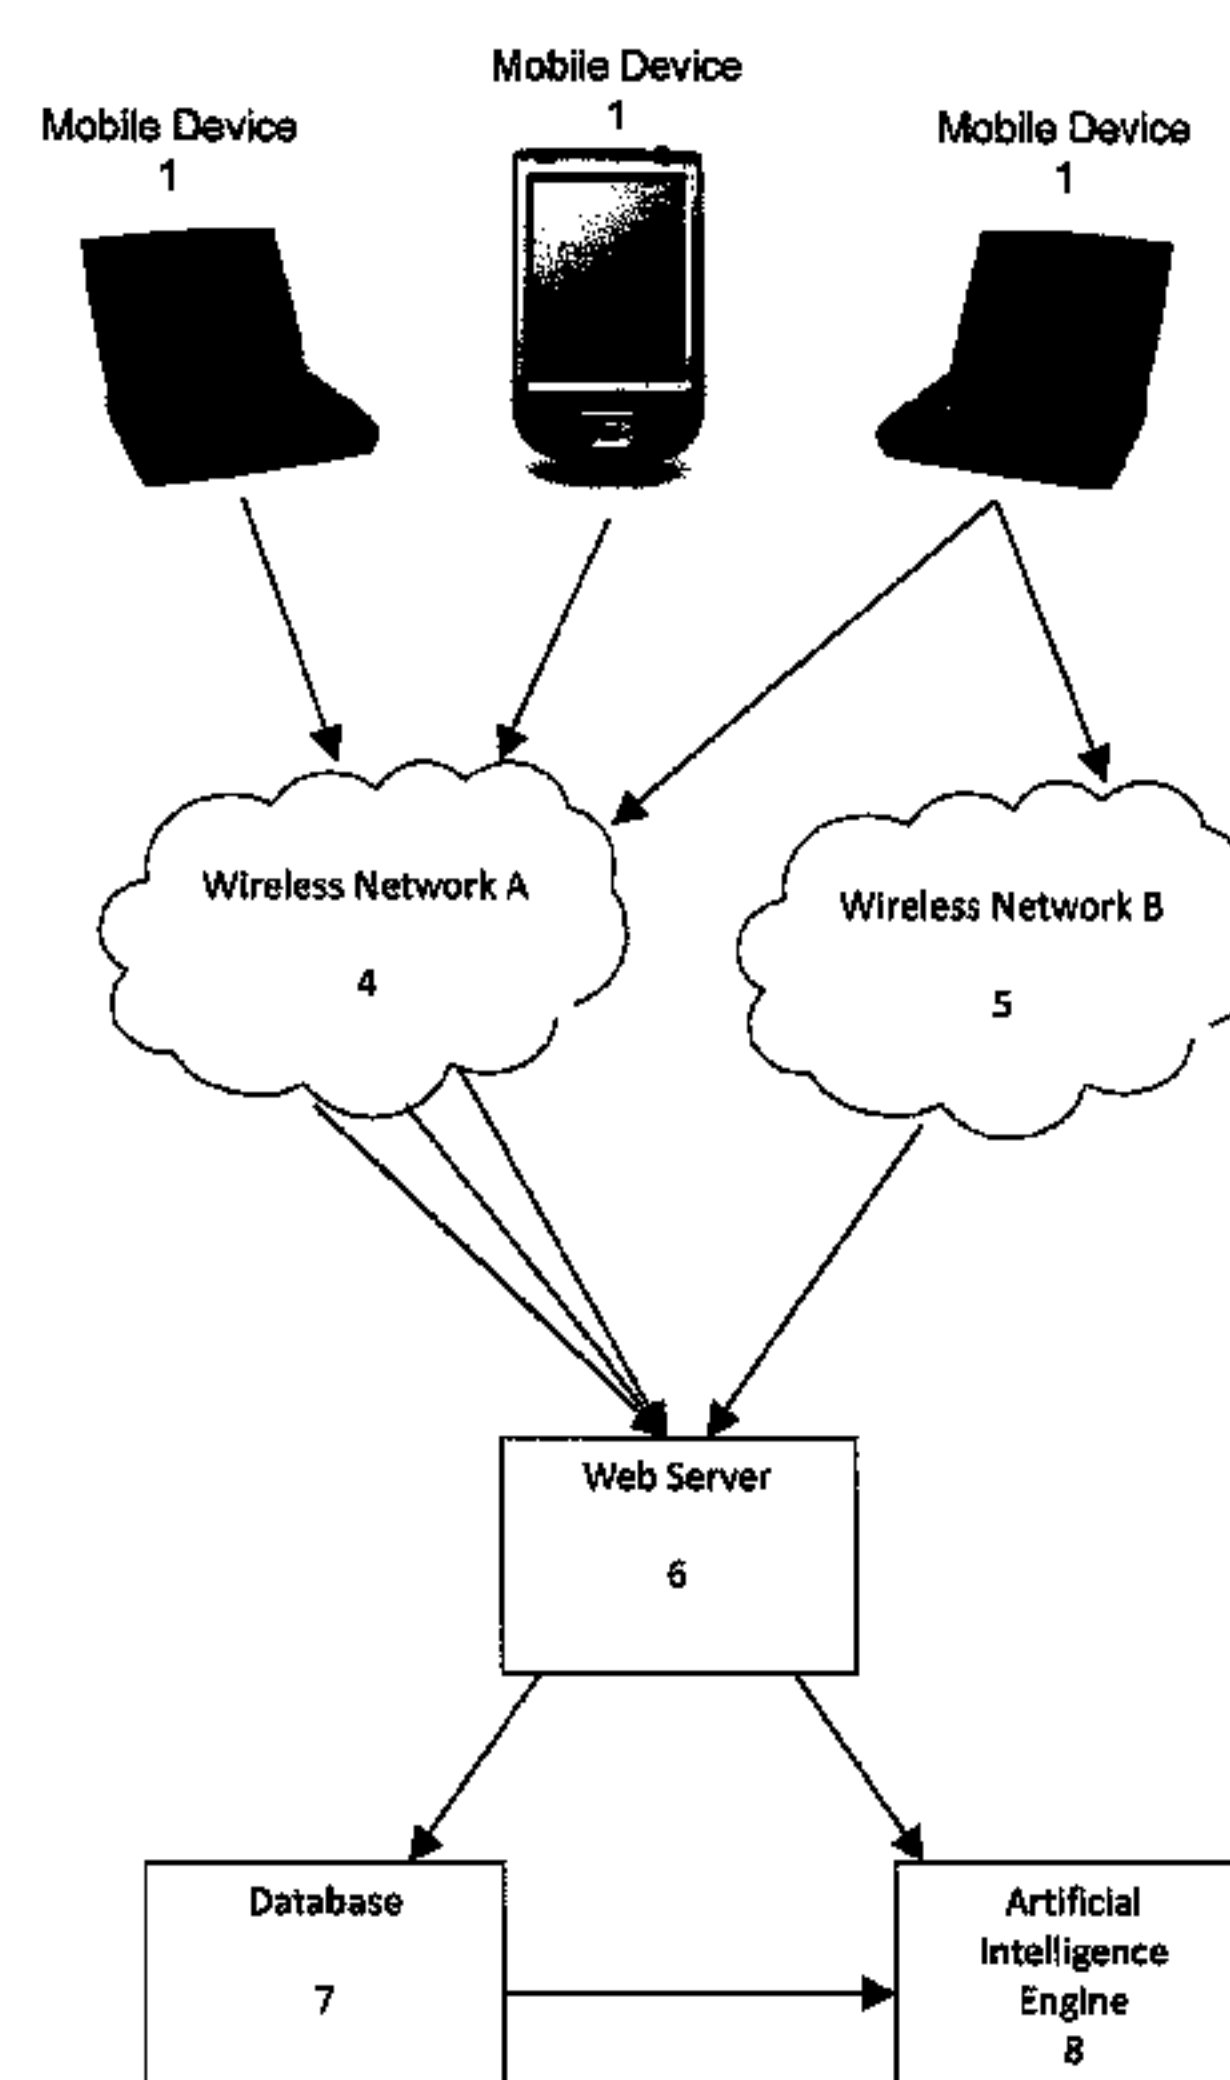 Mobile Device
1
Mobile Device
1
Mobile Device
1
Wireless Network A
4
Wireless Network B
5
Web Server
6
Database
7
Artificial
Intelligence
Engine
8